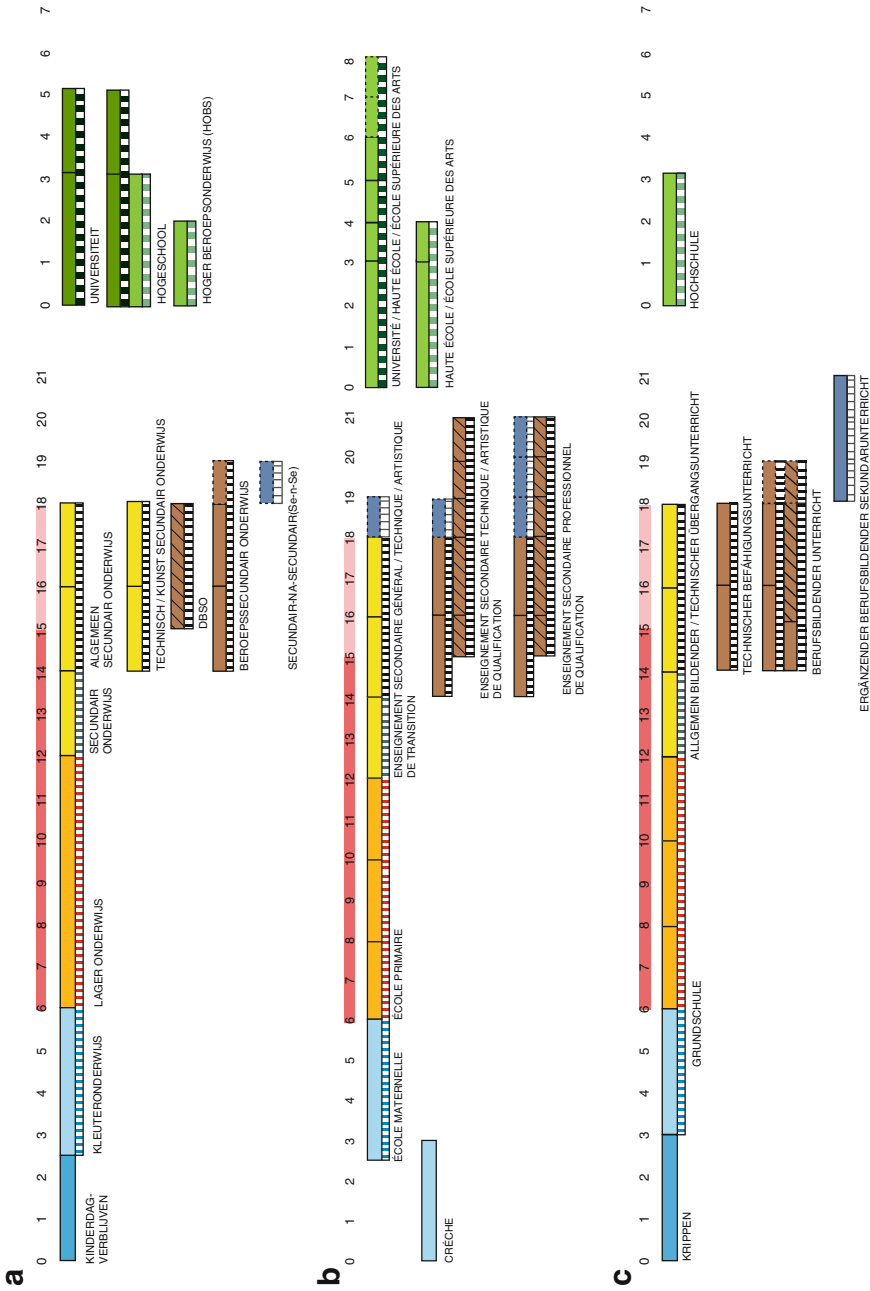 a
0 1 2 3 4 5 6 7 8 9 10 11 12 13 14 15 16 17 18 19 20 21
0 1 2 3 4 5 6 7
KINDERDAG-
VERBLIJVEN
KLEUTERONDERWIJS
LAGER ONDERWIJS
SECUNDAIR
ONDERWIJS
ALGEMEEN
SECUNDAIR ONDERWIJS
TECHNISCH / KUNST SECUNDAIR ONDERWIJS
DBSO
BEROEPSSECUNDAIR ONDERWIJS
SECUNDAIR-NA-SECUNDAIR(Se-n-Se)
UNIVERSITEIT
HOGESCHOOL
HOGER BEROEPSONDERWIJS (HOBS)
b
0 1 2 3 4 5 6 7 8 9 10 11 12 13 14 15 16 17 18 19 20 21
0 1 2 3 4 5 6 7 8
CRÉCHE
ÉCOLE MATERNELLE
ÉCOLE PRIMAIRE
ENSEIGNEMENT SECONDAIRE GÉNÉRAL / TECHNIQUE / ARTISTIQUE
DE TRANSITION
ENSEIGNEMENT SECONDAIRE TECHNIQUE / ARTISTIQUE
DE QUALIFICATION
ENSEIGNEMENT SECONDAIRE PROFESSIONNEL
DE QUALIFICATION
UNIVERSITÉ / HAUTE ÉCOLE / ÉCOLE SUPÉRIEURE DES ARTS
HAUTE ÉCOLE / ÉCOLE SUPÉRIEURE DES ARTS
c
0 1 2 3 4 5 6 7 8 9 10 11 12 13 14 15 16 17 18 19 20 21
0 1 2 3 4 5 6 7
KRIPPEN
GRUNDSCHULE
ALLGEMEIN BILDENDER / TECHNISCHER ÜBERGANGSUNTERRICHT
TECHNISCHER BEFÄHIGUNGSUNTERRICHT
BERUFSBILDENDER UNTERRICHT
ERGÄNZENDER BERUFSBILDENDER SEKUNDARUNTERRICHT
HOCHSCHULE